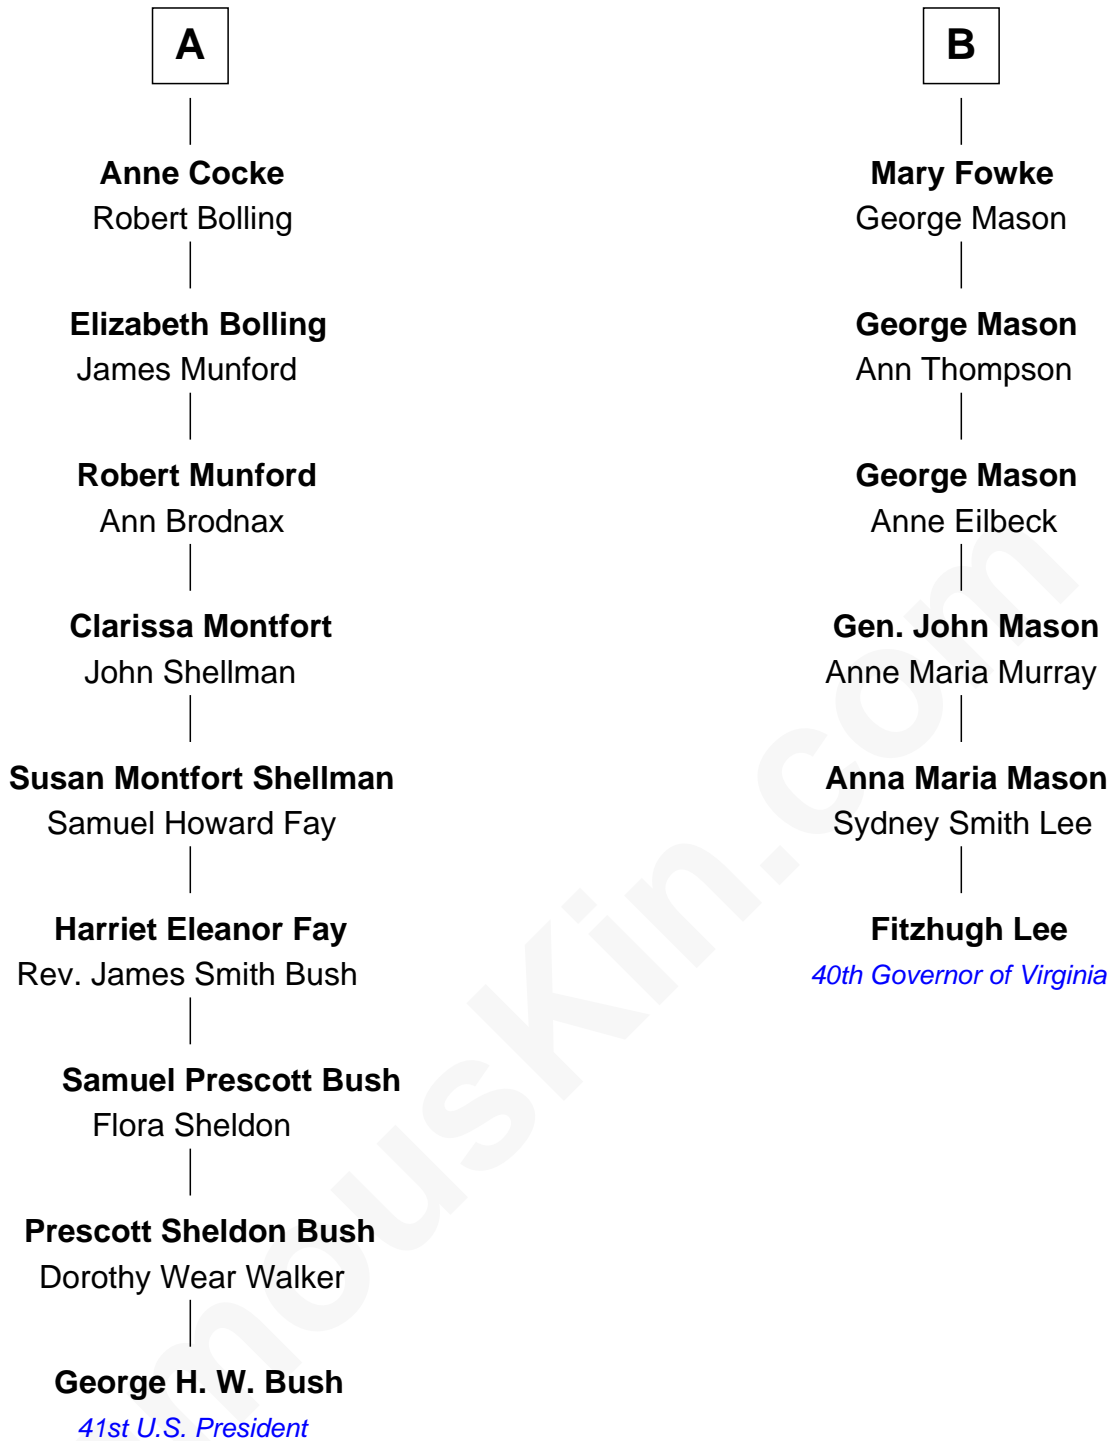 A
Anne Cocke
Robert Bolling
Elizabeth Bolling
James Munford
Robert Munford
Ann Brodnax
Clarissa Montfort
John Shellman
Susan Montfort Shellman
Samuel Howard Fay
Harriet Eleanor Fay
Rev. James Smith Bush
Samuel Prescott Bush
Flora Sheldon
Prescott Sheldon Bush
Dorothy Wear Walker
George H. W. Bush
41st U.S. President
B
Mary Fowke
George Mason
George Mason
Ann Thompson
George Mason
Anne Eilbeck
Gen. John Mason
Anne Maria Murray
Anna Maria Mason
Sydney Smith Lee
Fitzhugh Lee
40th Governor of Virginia
mousKin.com